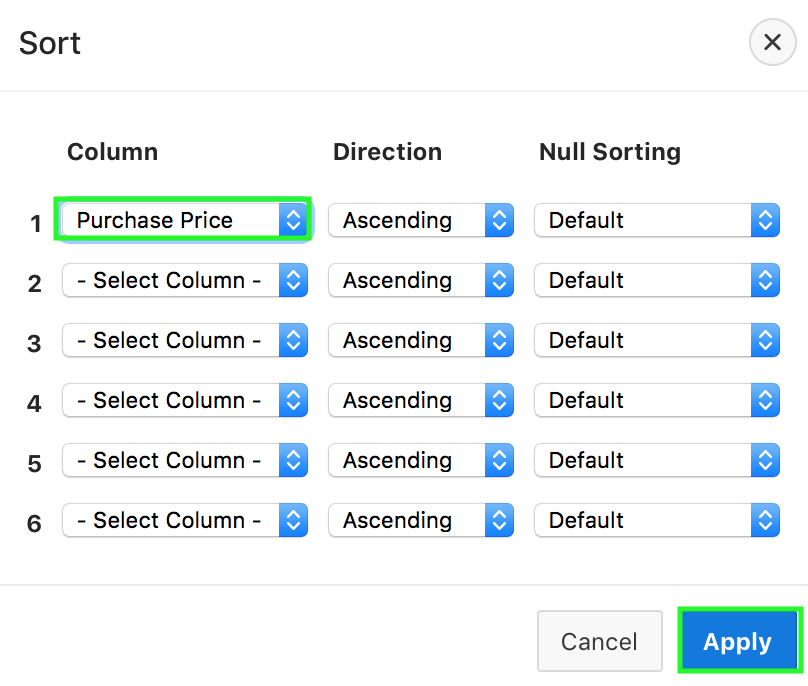 Sort
Column Direction Null Sorting
1 Purchase Price Ascending Default
2 - Select Column - Ascending Default
3 - Select Column - Ascending Default
4 - Select Column - Ascending Default
5 - Select Column - Ascending Default
6 - Select Column - Ascending Default
Cancel Apply